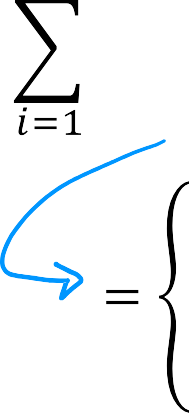 ∑
i=1
= {